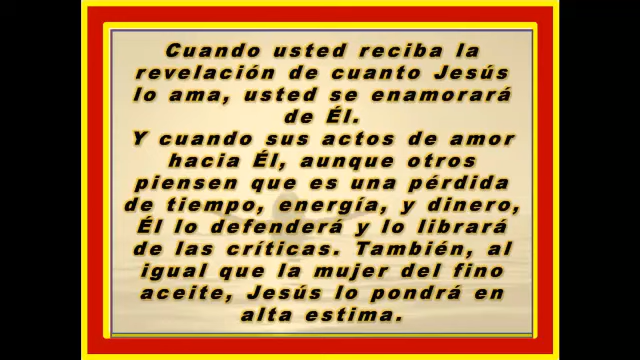 Cuando usted reciba la
revelación de cuanto Jesús
lo ama, usted se enamorará
de Él.
Y cuando sus actos de amor
hacia Él, aunque otros
piensen que es una pérdida
de tiempo, energía, y dinero,
Él lo defenderá y lo librará
de las críticas. También, al
igual que la mujer del fino
aceite, Jesús lo pondrá en
alta estima.